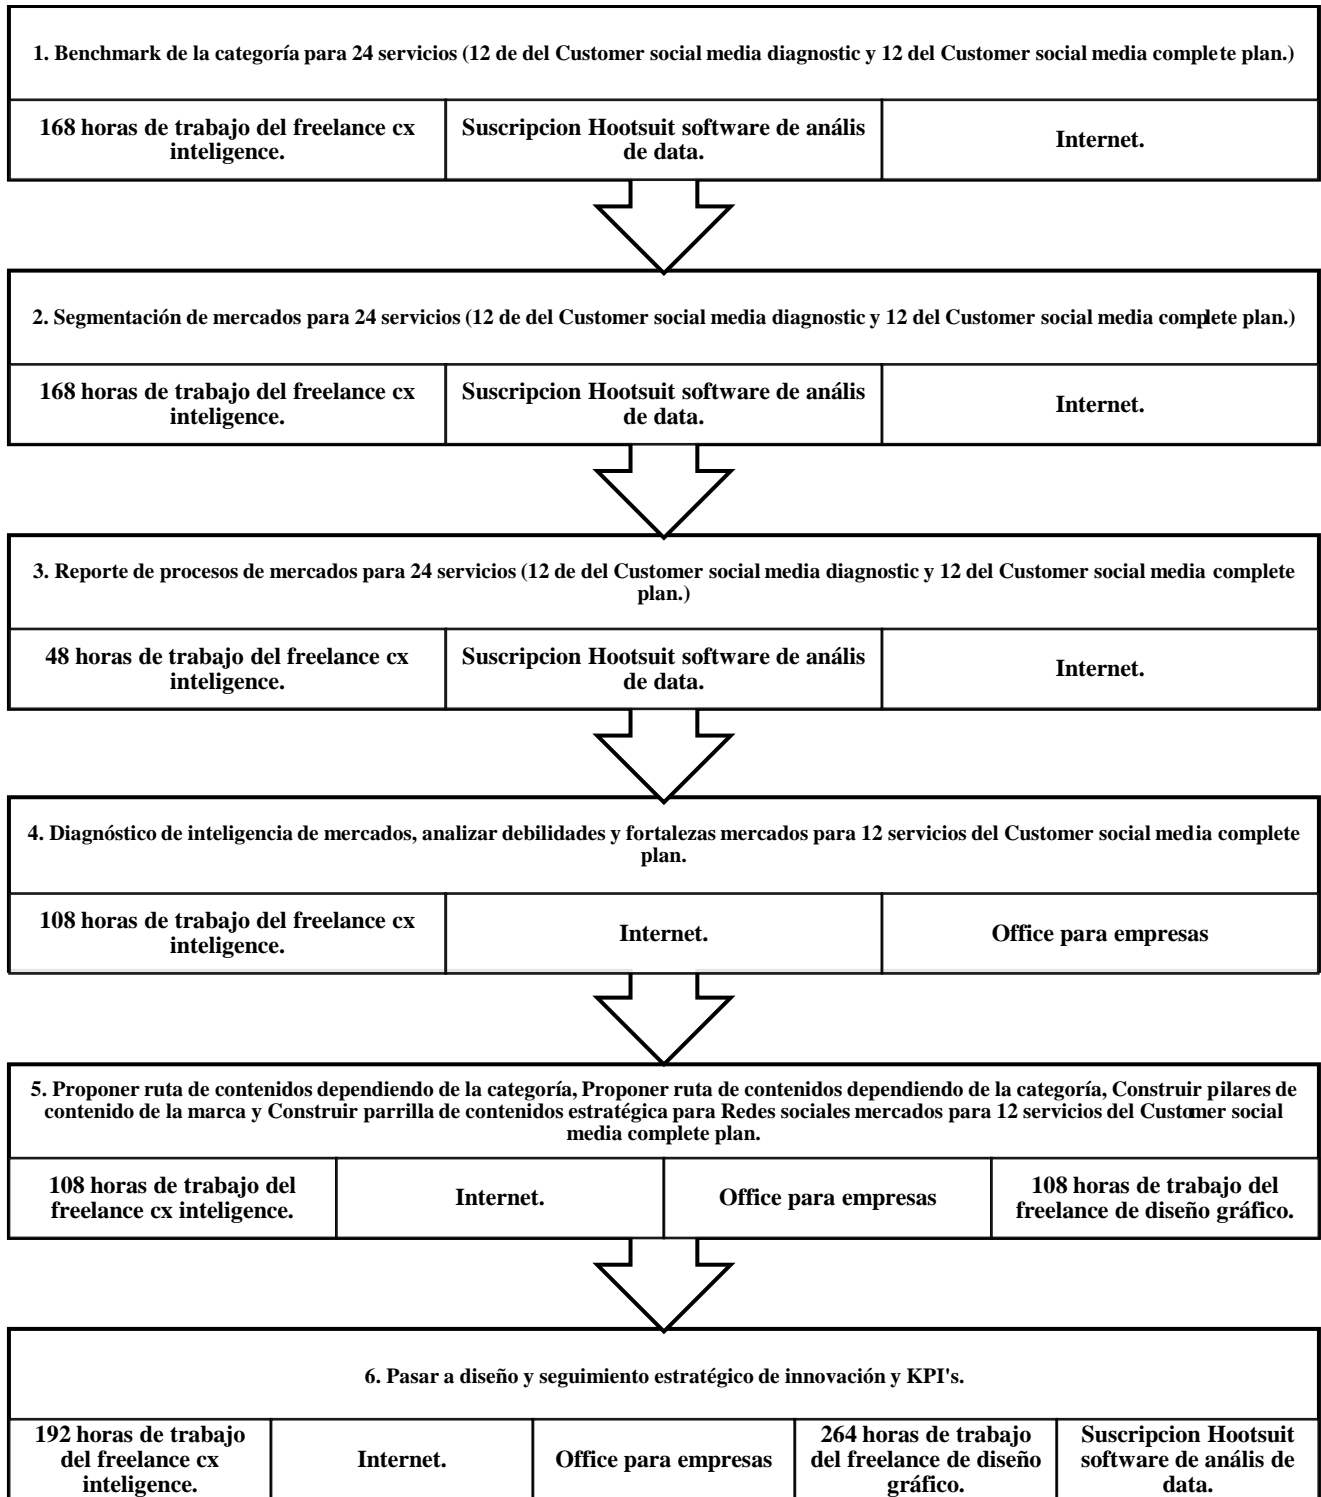 1. Benchmark de la categoría para 24 servicios (12 de del Customer social media diagnostic y 12 del Customer social media complete plan.)
168 horas de trabajo del freelance cx
inteligence.
Suscripcion Hootsuit software de anális
de data.
Internet.
2. Segmentación de mercados para 24 servicios (12 de del Customer social media diagnostic y 12 del Customer social media complete plan.)
168 horas de trabajo del freelance cx
inteligence.
Suscripcion Hootsuit software de anális
de data.
Internet.
3. Reporte de procesos de mercados para 24 servicios (12 de del Customer social media diagnostic y 12 del Customer social media complete
plan.)
48 horas de trabajo del freelance cx
inteligence.
Suscripcion Hootsuit software de anális
de data.
Internet.
4. Diagnóstico de inteligencia de mercados, analizar debilidades y fortalezas mercados para 12 servicios del Customer social media complete
plan.
108 horas de trabajo del freelance cx
inteligence.
Internet.
Office para empresas
5. Proponer ruta de contenidos dependiendo de la categoría, Proponer ruta de contenidos dependiendo de la categoría, Construir pilares de
contenido de la marca y Construir parrilla de contenidos estratégica para Redes sociales mercados para 12 servicios del Customer social
media complete plan.
108 horas de trabajo del
freelance cx inteligence.
Internet.
Office para empresas
108 horas de trabajo del
freelance de diseño gráfico.
6. Pasar a diseño y seguimiento estratégico de innovación y KPI's.
192 horas de trabajo
del freelance cx
inteligence.
Internet.
Office para empresas
264 horas de trabajo
del freelance de diseño
gráfico.
Suscripcion Hootsuit
software de anális de
data.